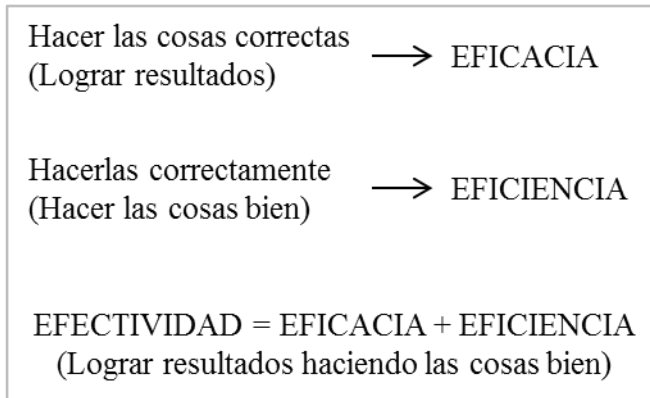 Hacer las cosas correctas
(Lograr resultados)
→ EFICACIA
Hacerlas correctamente
(Hacer las cosas bien)
→ EFICIENCIA
EFECTIVIDAD = EFICACIA + EFICIENCIA
(Lograr resultados haciendo las cosas bien)